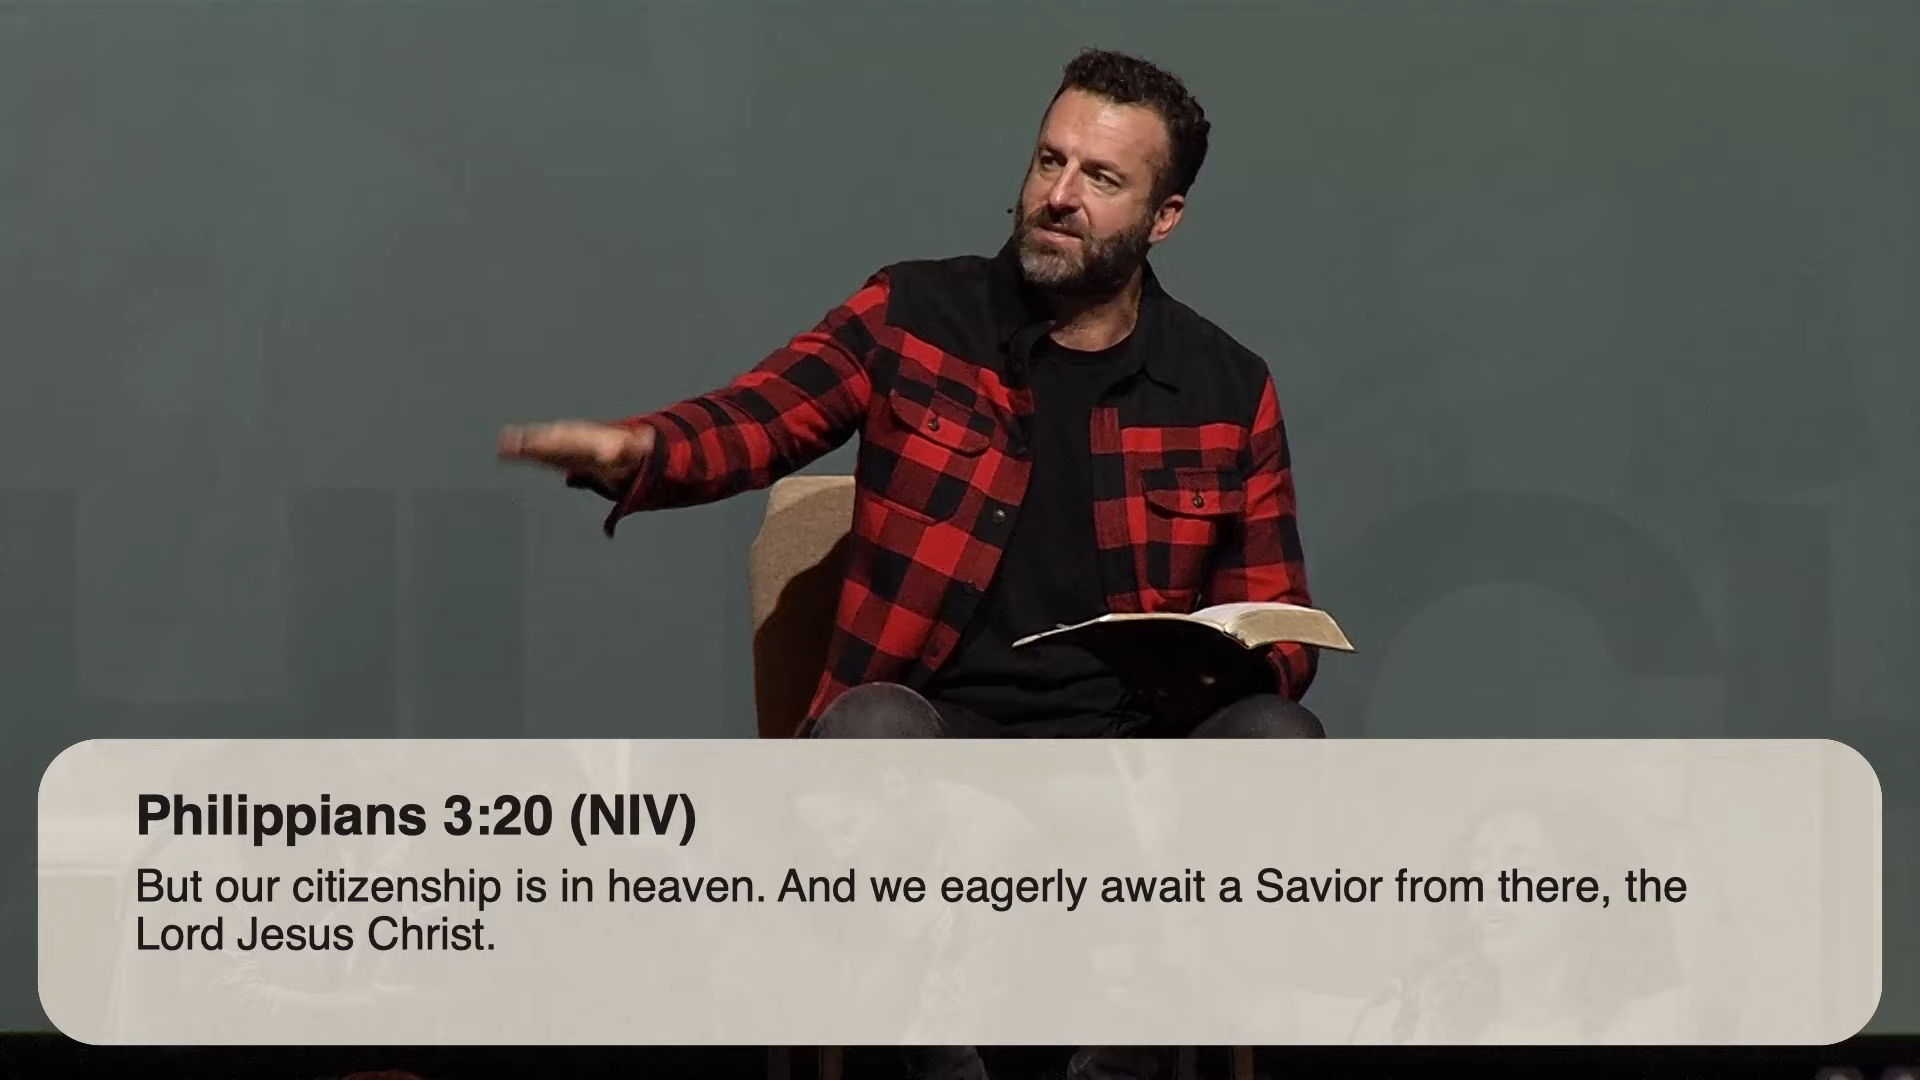 Philippians 3:20 (NIV)
But our citizenship is in heaven. And we eagerly await a Savior from there, the
Lord Jesus Christ.